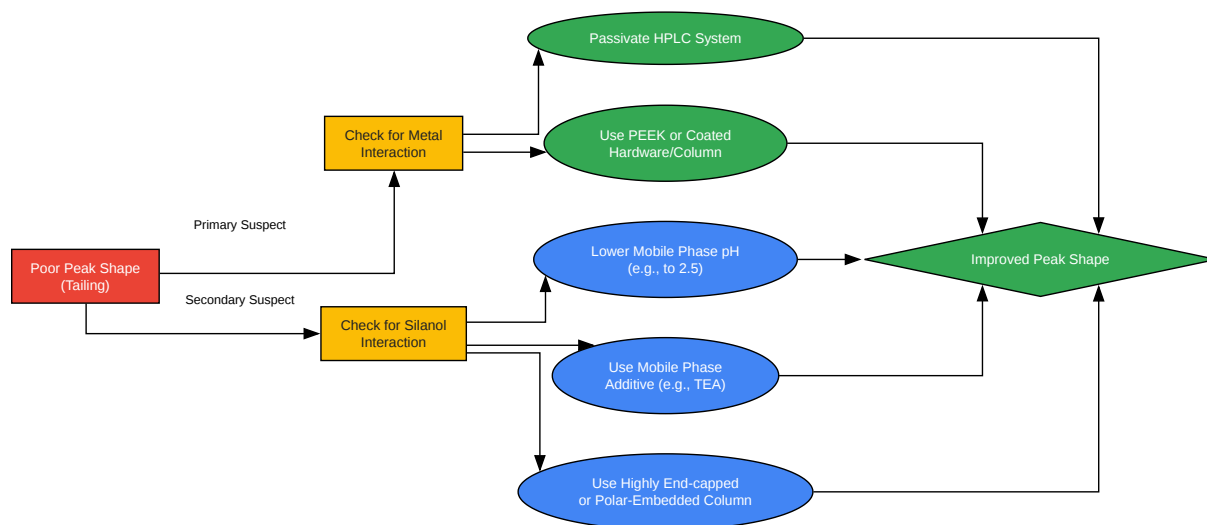 Passivate HPLC System
Check for Metal
Interaction
Use PEEK or Coated
Hardware/Column
Primary Suspect
Poor Peak Shape
(Tailing)
Lower Mobile Phase pH
(e.g., to 2.5)
Improved Peak Shape
Secondary Suspect
Check for Silanol
Interaction
Use Mobile Phase
Additive (e.g., TEA)
Use Highly End-capped
or Polar-Embedded Column